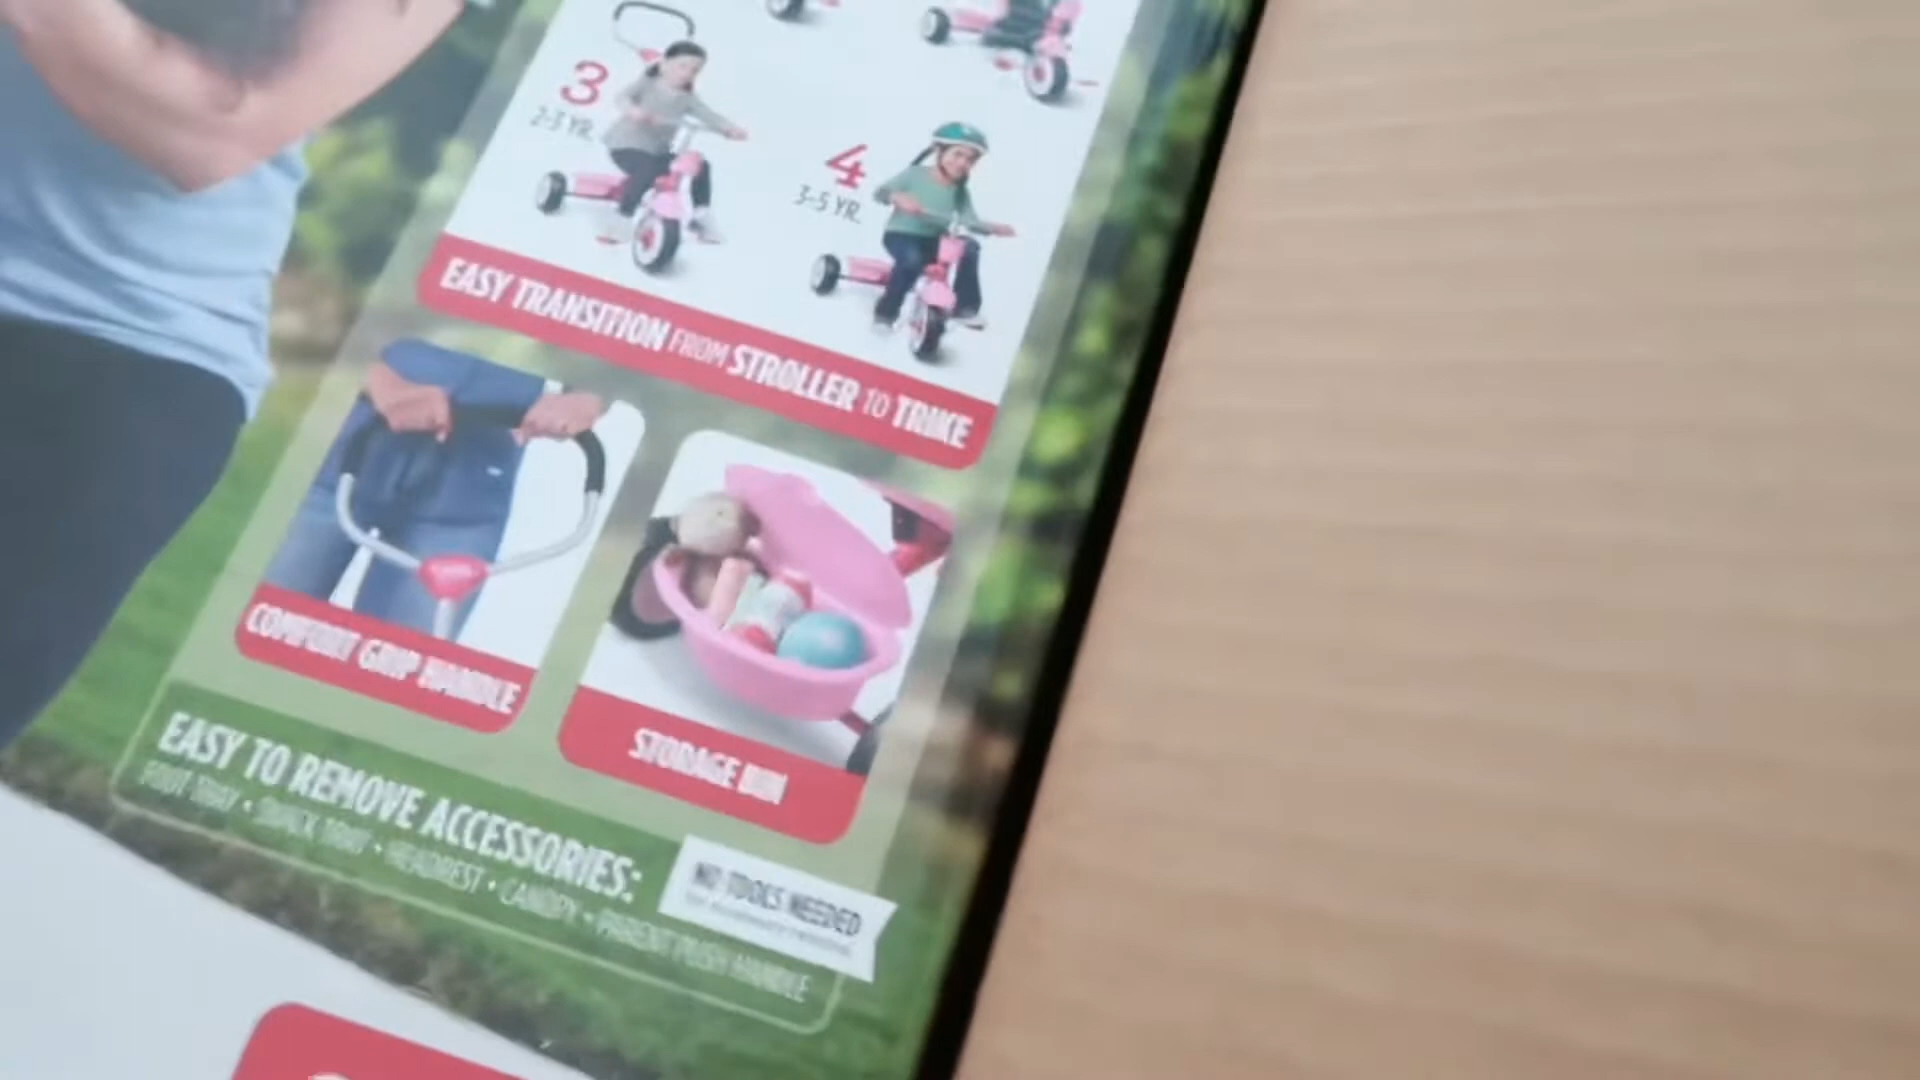 3
2-3 YR.
4
3-5 YR.
EASY TRANSITION FROM STROLLER TO TRIKE
COMFORT GRIP HANDLE
STORAGE BIN
EASY TO REMOVE ACCESSORIES:
FOOT TRAY • SNACK TRAY • HEADREST • CANOPY • PARENT PUSH HANDLE
NO TOOLS NEEDED